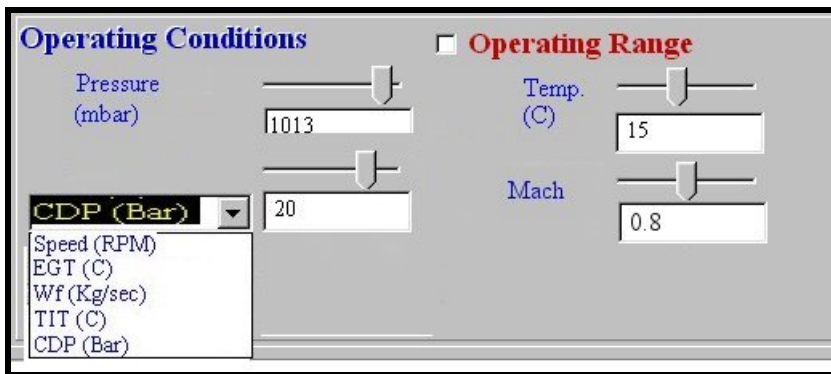 Operating Conditions
Operating Range
Pressure
(mbar)
1013
Temp.
(C)
15
CDP (Bar)
20
Mach
0.8
Speed (RPM)
EGT (C)
Wf (Kg/sec)
TIT (C)
CDP (Bar)